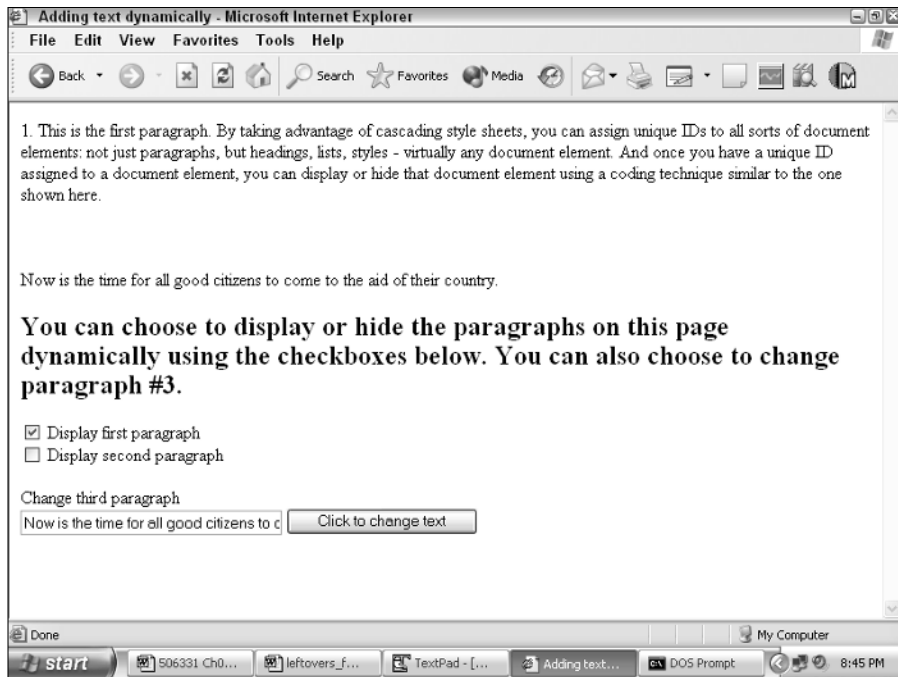 Adding text dynamically - Microsoft Internet Explorer
File Edit View Favorites Tools Help
Back Search Favorites Media
1. This is the first paragraph. By taking advantage of cascading style sheets, you can assign unique IDs to all sorts of document
elements: not just paragraphs, but headings, lists, styles - virtually any document element. And once you have a unique ID
assigned to a document element, you can display or hide that document element using a coding technique similar to the one
shown here.
Now is the time for all good citizens to come to the aid of their country.
You can choose to display or hide the paragraphs on this page
dynamically using the checkboxes below. You can also choose to change
paragraph #3.
Display first paragraph
Display second paragraph
Change third paragraph
Now is the time for all good citizens to c Click to change text
Done My Computer
start 506331 Ch0... leftovers_f... TextPad - [... Adding text... DOS Prompt 8:45 PM